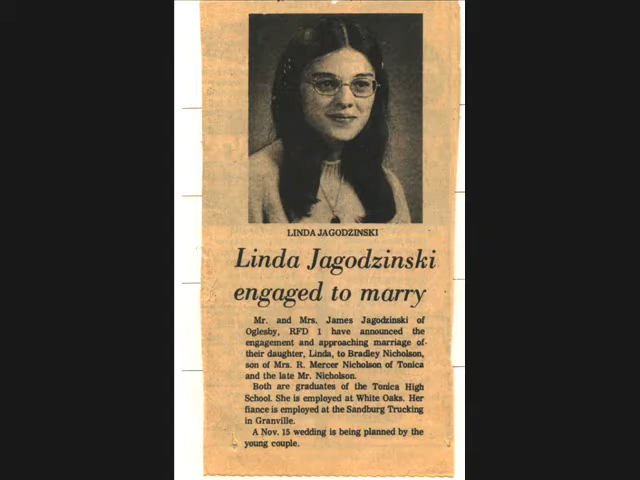 LINDA JAGODZINSKI
Linda Jagodzinski
engaged to marry
Mr. and Mrs. James Jagodzinski of
Oglesby, RFD 1 have announced the
engagement and approaching marriage of
their daughter, Linda, to Bradley Nicholson,
son of Mrs. R. Mercer Nicholson of Tonica
and the late Mr. Nicholson.
Both are graduates of the Tonica High
School. She is employed at White Oaks. Her
fiance is employed at the Sandburg Trucking
in Granville.
A Nov. 15 wedding is being planned by the
young couple.